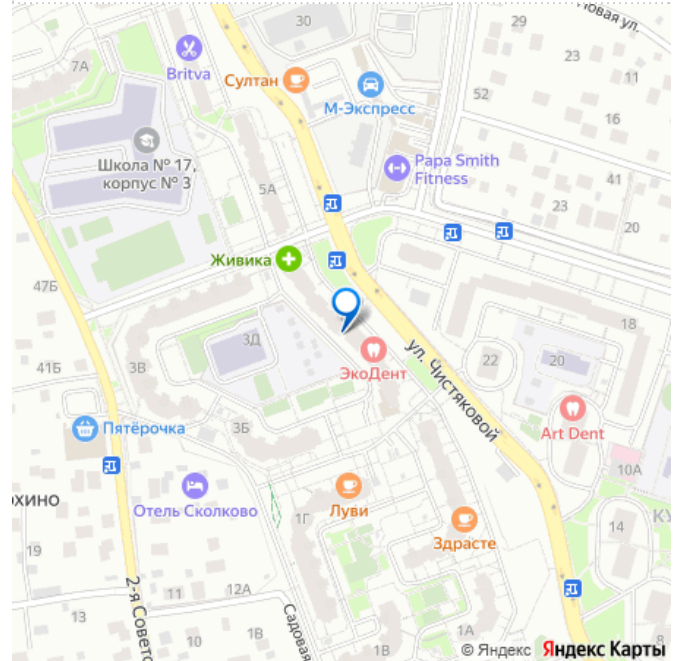 30
29
Новая ул.
7А
Britva
23
Султан
М-Экспресс
11
52
Школа № 17,
корпус № 3
Papa Smith
Fitness
5А
41
23
20
Живика
47Б
3Д
18
41Б
3В
ул. Чистяковой
22
20
ЭкоДент
3Б
Art Dent
Пятёрочка
10А
Отель Сколково
Луви
1Г
14
Здрасте
19
2-я Советс
11
12А
13
Садовая
10
1В
1В
1А
© Яндекс Яндекс Карты